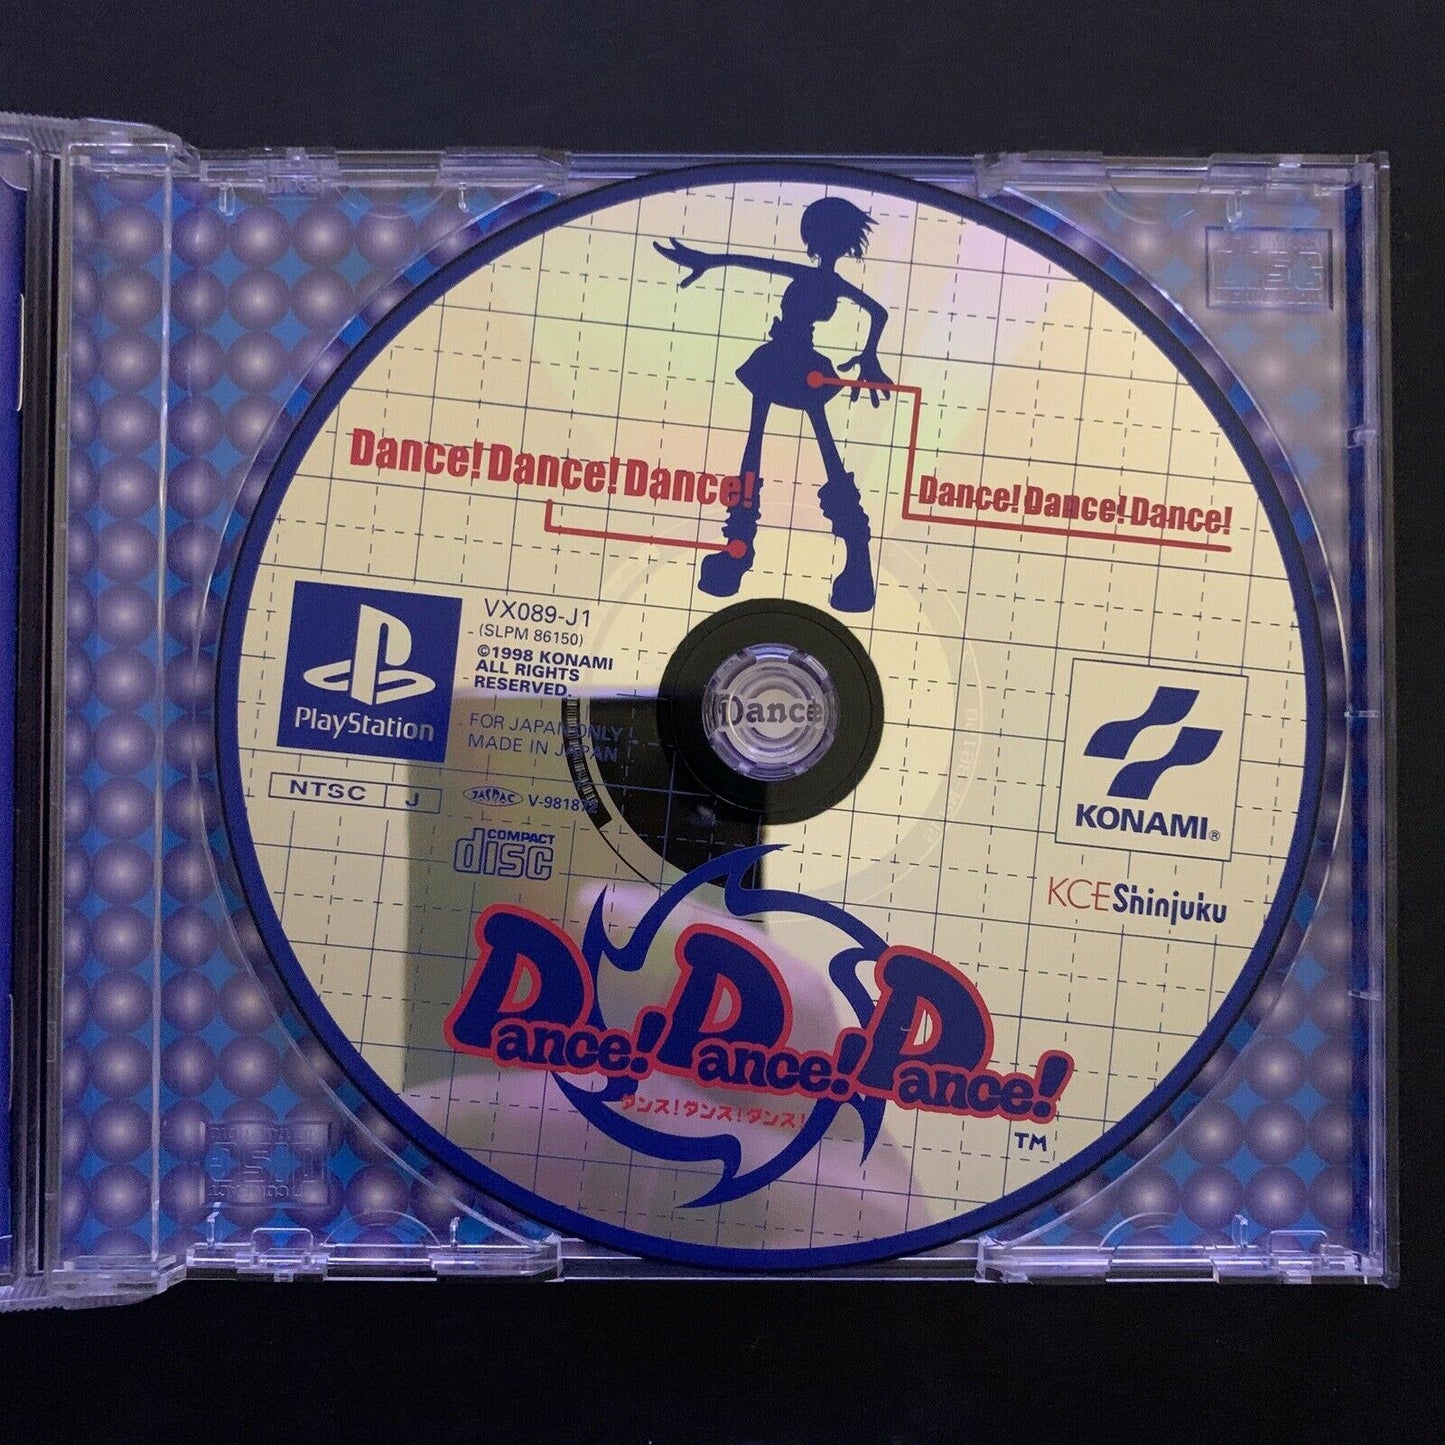 Dance! Dance! Dance!
Dance! Dance! Dance!
PlayStation
NTSC J
VX089-J1
(SLPM 86150)
©1998 KONAMI
ALL RIGHTS
RESERVED.
FOR JAPAN ONLY
MADE IN JAPAN
JASRAC V-981872
COMPACT
disc
Dance
KONAMI®
KCEShinjuku
Dance! Dance! Dance!
ダンス!ダンス!ダンス!
TM